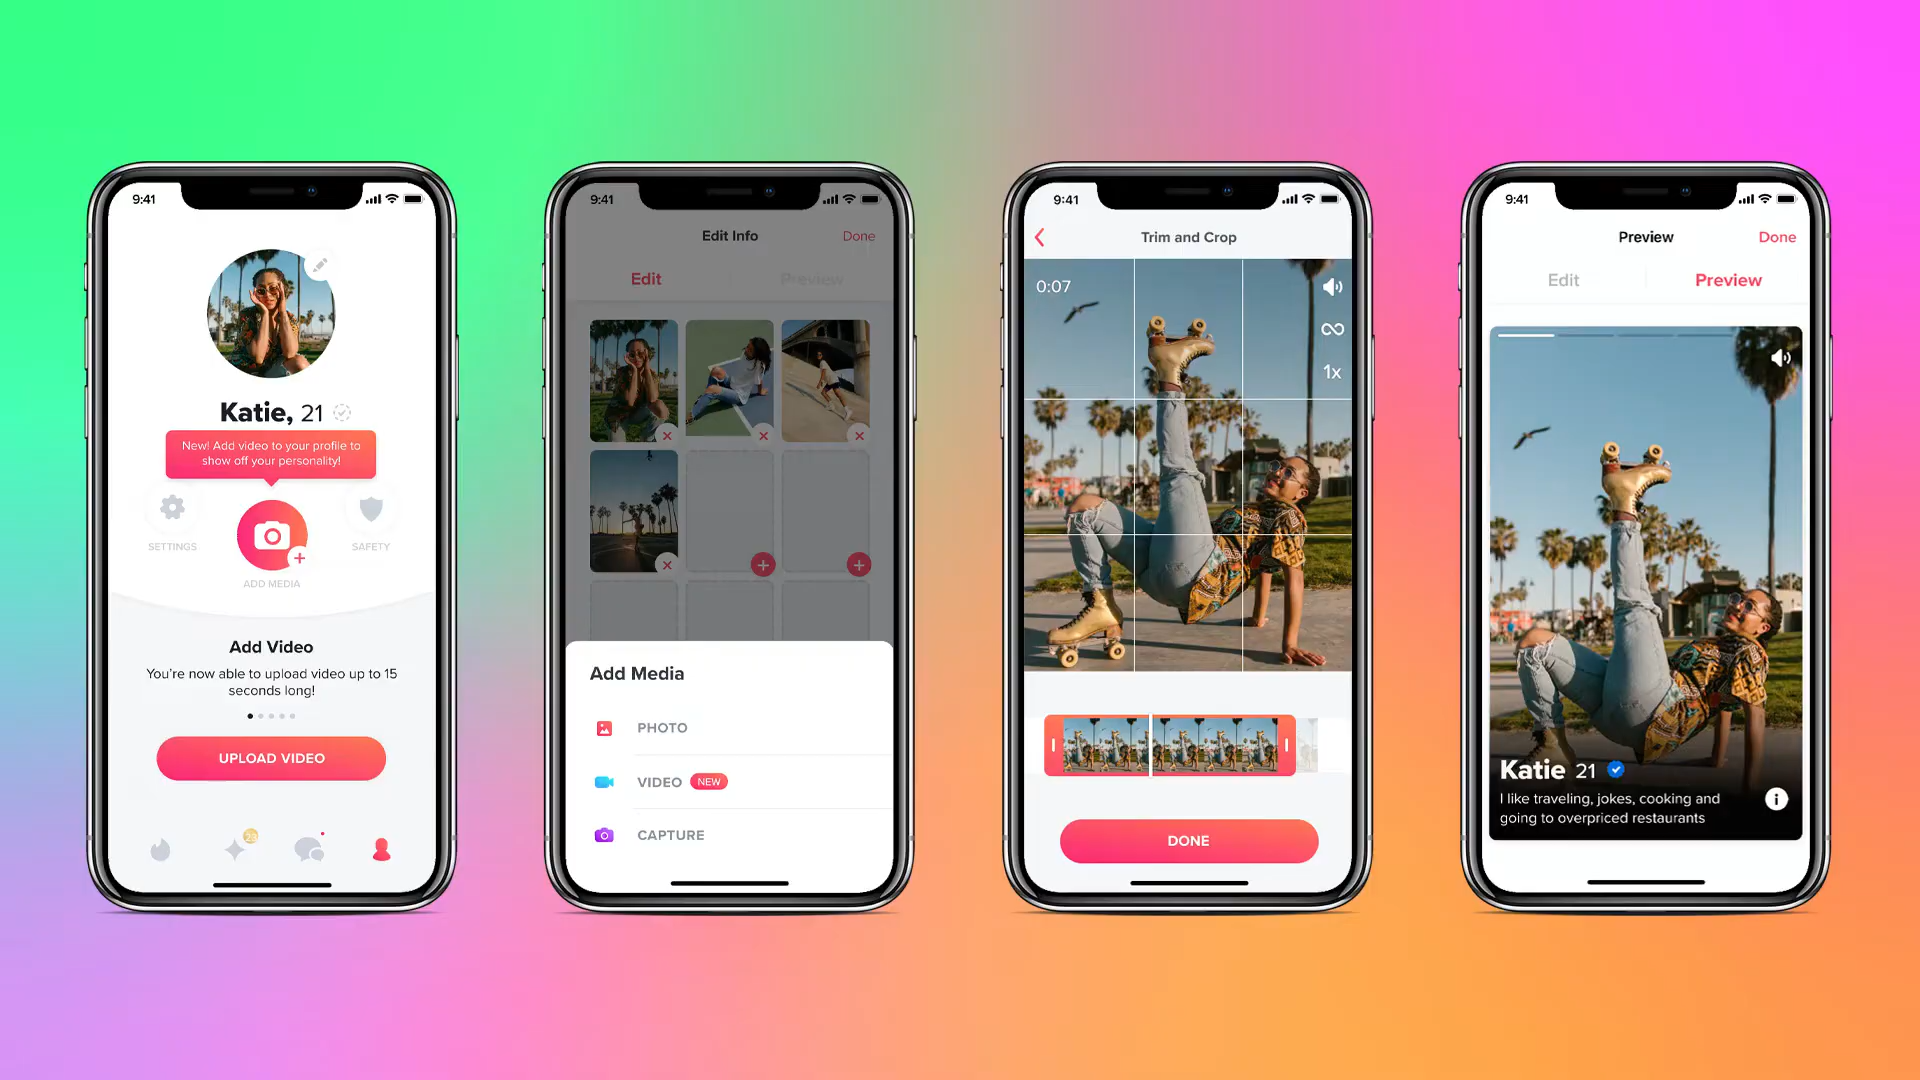 9:41
Katie, 21
New! Add video to your profile to
show off your personality!
SETTINGS
SAFETY
ADD MEDIA
Add Video
You're now able to upload video up to 15
seconds long!
UPLOAD VIDEO
23
9:41
Edit Info
Done
Edit
Preview
Add Media
PHOTO
VIDEO NEW
CAPTURE
9:41
Trim and Crop
0:07
1x
DONE
9:41
Preview
Done
Edit
Preview
Katie 21
I like traveling, jokes, cooking and
going to overpriced restaurants